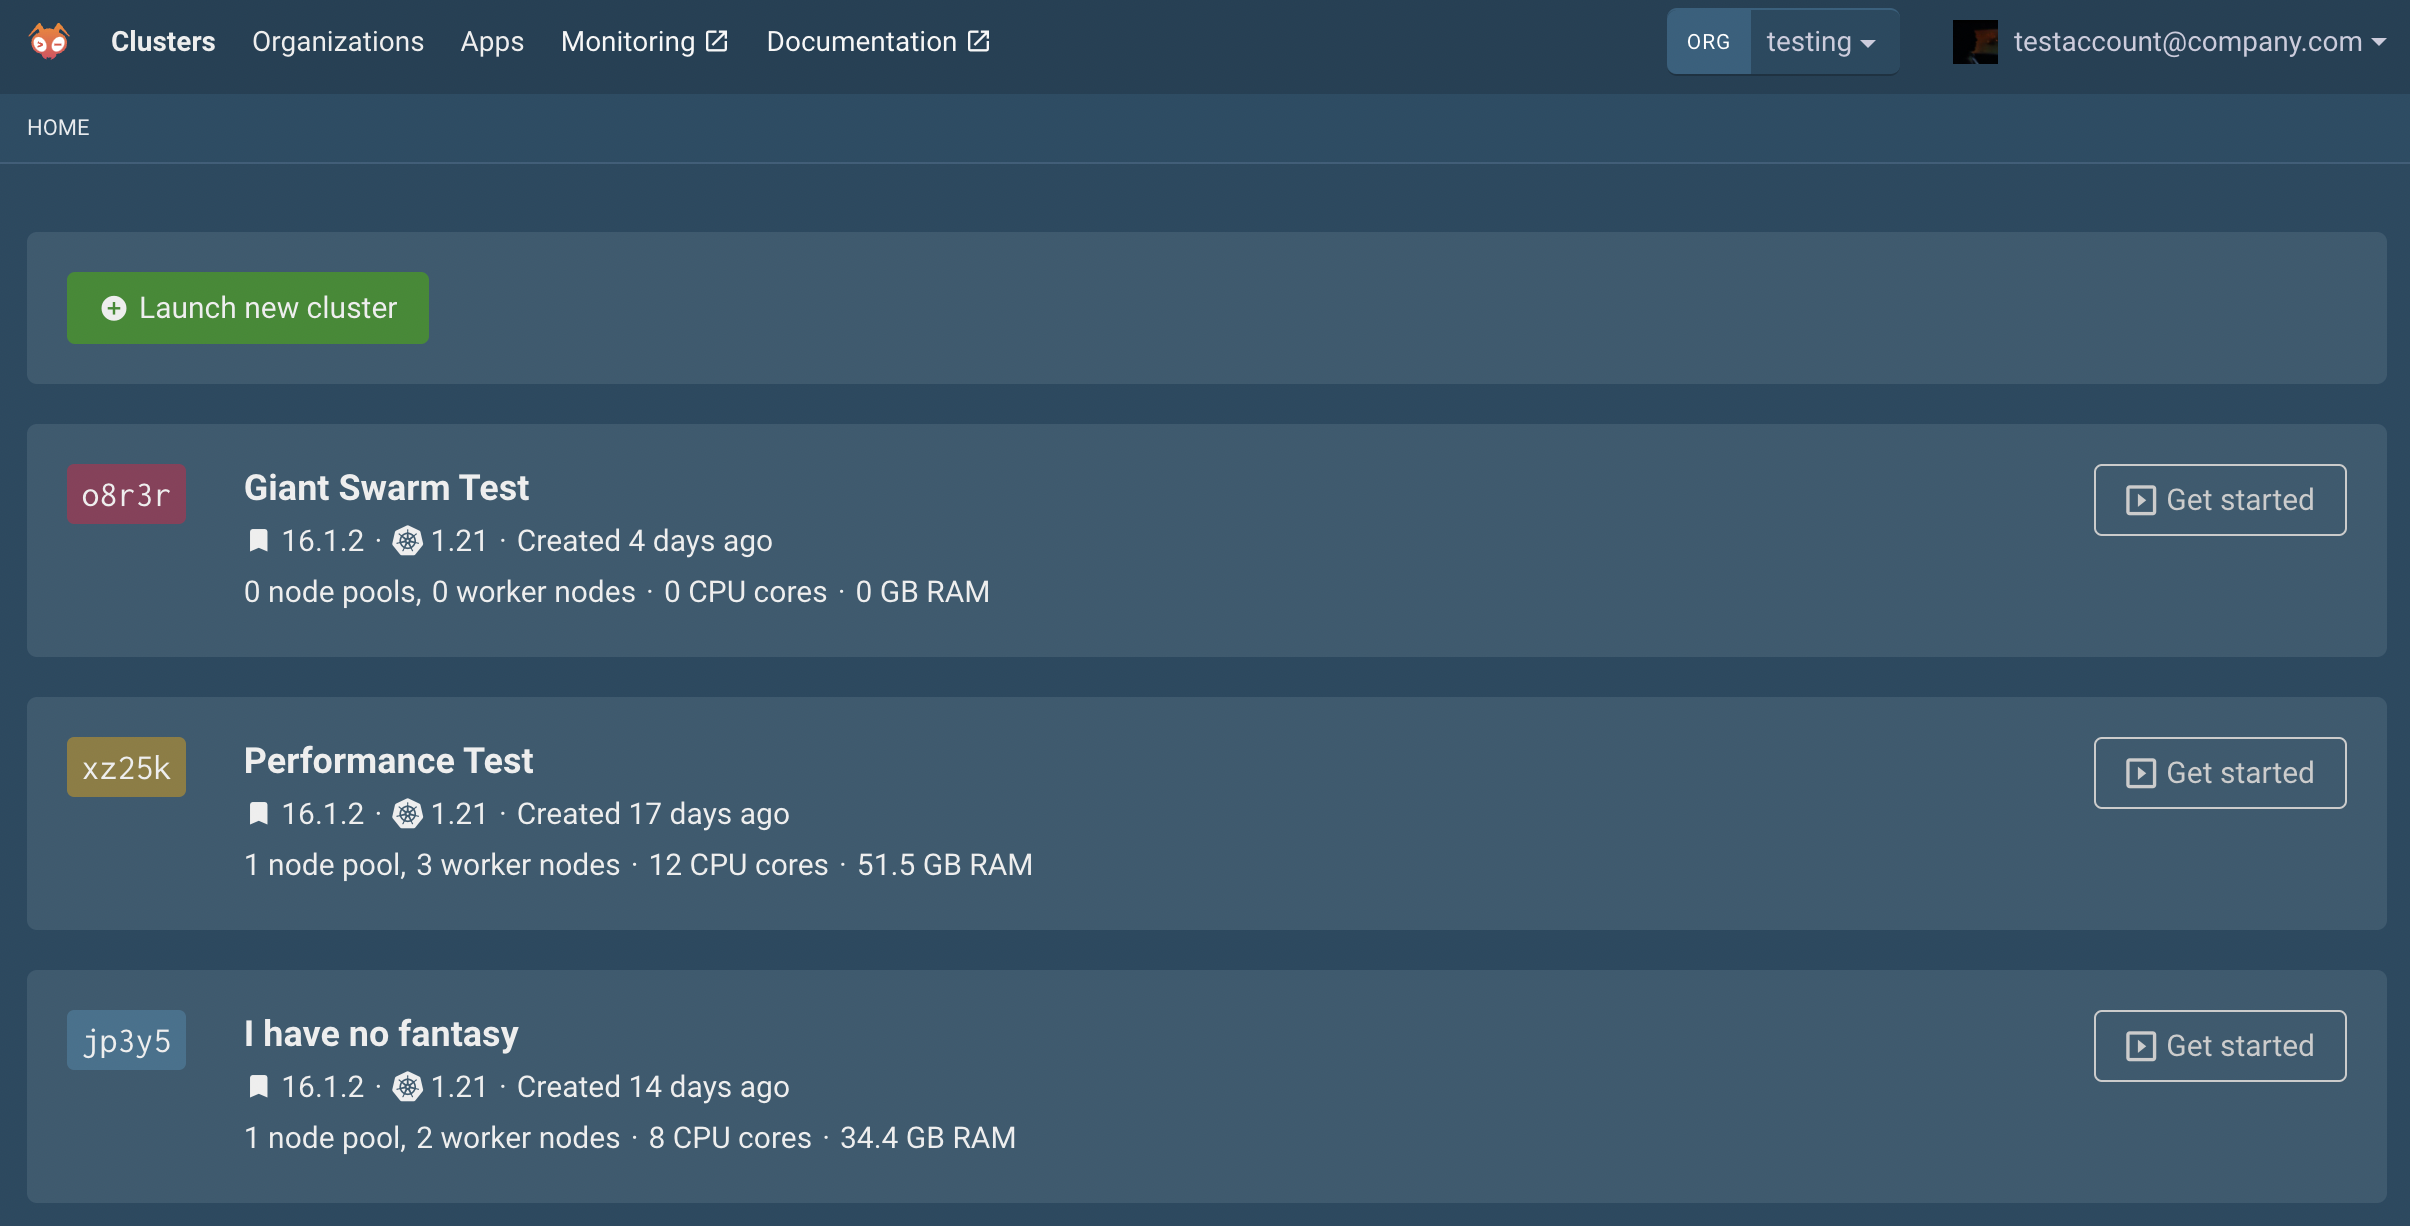 Clusters Organizations Apps Monitoring Documentation ORG testing testaccount@company.com
HOME
Launch new cluster
o8r3r Giant Swarm Test Get started
16.1.2 · 1.21 · Created 4 days ago
0 node pools, 0 worker nodes · 0 CPU cores · 0 GB RAM
xz25k Performance Test Get started
16.1.2 · 1.21 · Created 17 days ago
1 node pool, 3 worker nodes · 12 CPU cores · 51.5 GB RAM
jp3y5 I have no fantasy Get started
16.1.2 · 1.21 · Created 14 days ago
1 node pool, 2 worker nodes · 8 CPU cores · 34.4 GB RAM